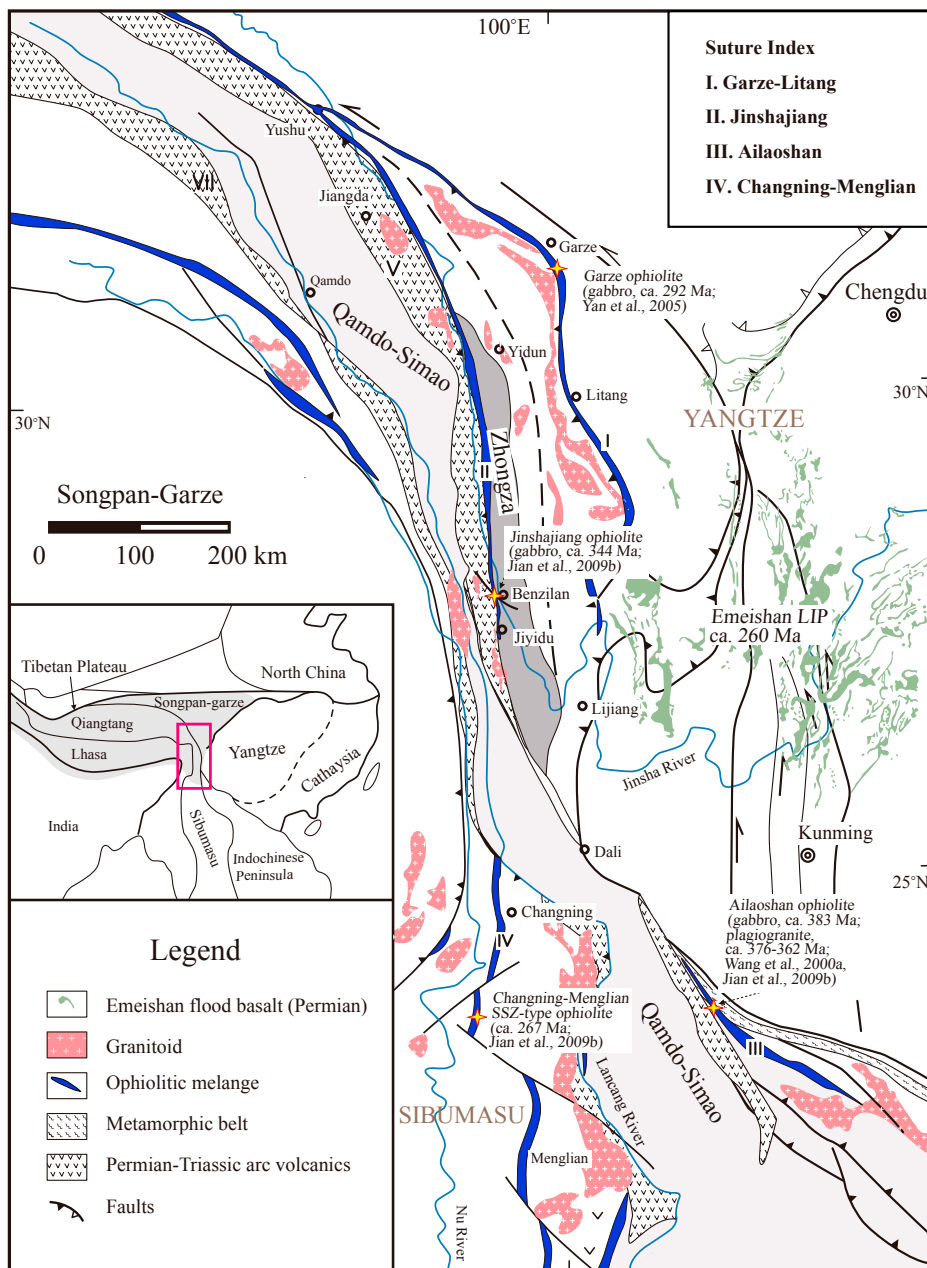 100°E
Suture Index
I. Garze-Litang
II. Jinshajiang
III. Ailaoshan
IV. Changning-Menglian
Yushu
VII
Jiangda
V
Garze
Garze ophiolite
(gabbro, ca. 292 Ma;
Yan et al., 2005)
Chengdu
Qamdo
Qamdo-Simao
Yidun
Litang
30°N
30°N
YANGTZE
I
II
Zhongza
Songpan-Garze
0 100 200 km
Jinshajiang ophiolite
(gabbro, ca. 344 Ma;
Jian et al., 2009b)
Benzilan
Jiyidu
Emeishan LIP
ca. 260 Ma
Lijiang
Jinsha River
North China
Tibetan Plateau
Songpan-garze
Qiangtang
Yangtze
Lhasa
Cathaysia
India
Sibumasu
Indochinese
Peninsula
Kunming
Dali
25°N
Changning
IV
Ailaoshan ophiolite
(gabbro, ca. 383 Ma;
plagiogranite,
ca. 376-362 Ma;
Wang et al., 2000a,
Jian et al., 2009b)
Changning-Menglian
SSZ-type ophiolite
(ca. 267 Ma;
Jian et al., 2009b)
III
Qamdo-Simao
SIBUMASU
Lancang River
Menglian
Nu River
Legend
Emeishan flood basalt (Permian)
Granitoid
Ophiolitic melange
Metamorphic belt
Permian-Triassic arc volcanics
Faults